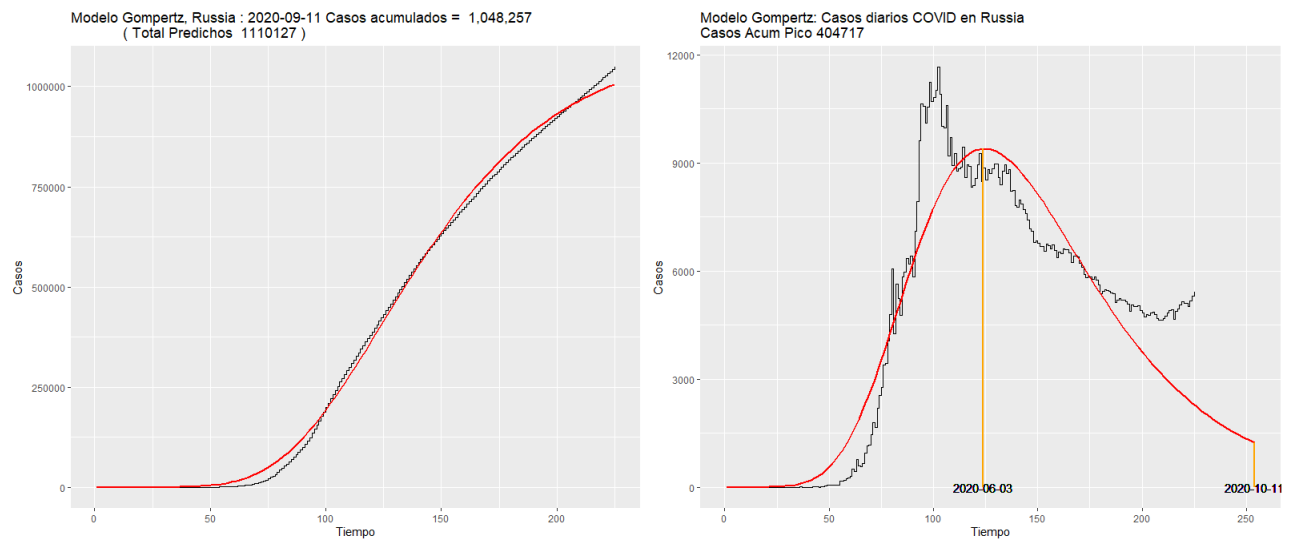 Modelo Gompertz, Russia : 2020-09-11 Casos acumulados =  1,048,257
( Total Predichos  1110127 )
1000000
750000
500000
250000
0
Casos
0 50 100 150 200
Tiempo
Modelo Gompertz: Casos diarios COVID en Russia
Casos Acum Pico 404717
12000
9000
6000
3000
0
Casos
2020-06-03 2020-10-11
0 50 100 150 200 250
Tiempo